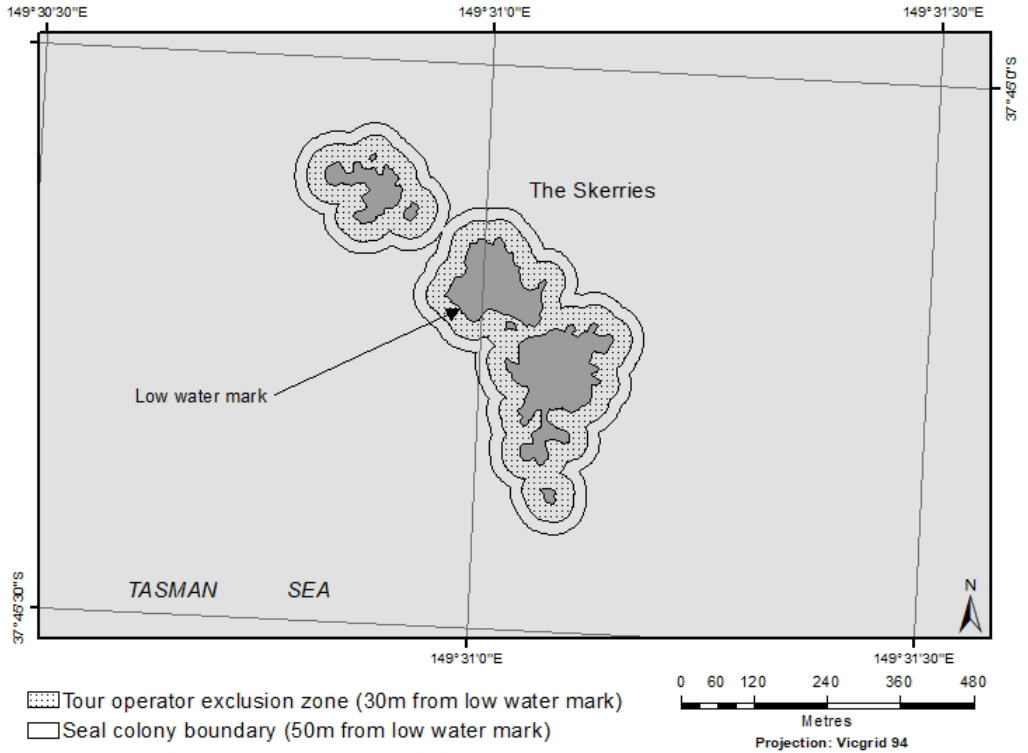 149°30'30"E
149°31'0"E
149°31'30"E
37°45'0"S
The Skerries
Low water mark
TASMAN SEA
N
37°45'30"S
149°31'0"E
149°31'30"E
Tour operator exclusion zone (30m from low water mark)
Seal colony boundary (50m from low water mark)
0 60 120 240 360 480
Metres
Projection: Vicgrid 94